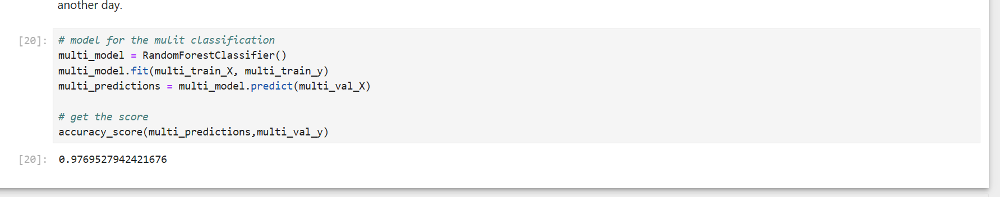 another day.
[20]: # model for the mulit classification
multi_model = RandomForestClassifier()
multi_model.fit(multi_train_X, multi_train_y)
multi_predictions = multi_model.predict(multi_val_X)
# get the score
accuracy_score(multi_predictions,multi_val_y)
[20]: 0.9769527942421676